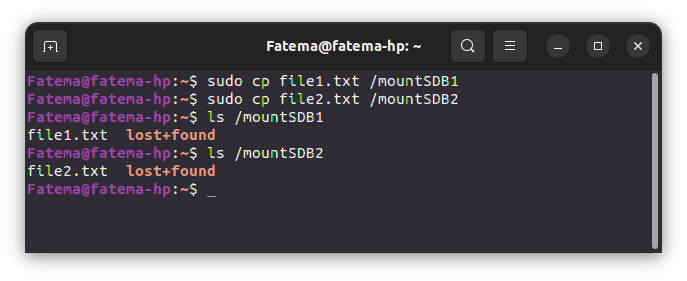 Fatema@fatema-hp: ~
Fatema@fatema-hp:~$ sudo cp file1.txt /mountSDB1
Fatema@fatema-hp:~$ sudo cp file2.txt /mountSDB2
Fatema@fatema-hp:~$ ls /mountSDB1
file1.txt  lost+found
Fatema@fatema-hp:~$ ls /mountSDB2
file2.txt  lost+found
Fatema@fatema-hp:~$ _